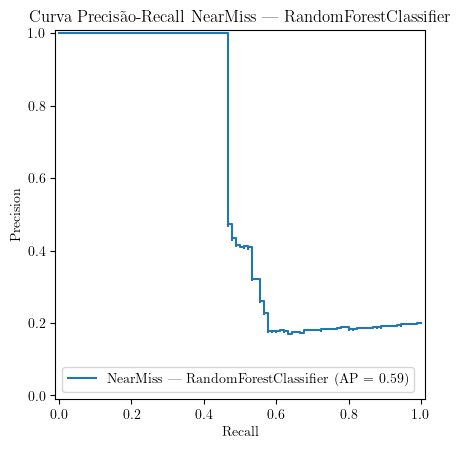 Curva Precisão-Recall NearMiss — RandomForestClassifier
1.0
0.8
0.6
0.4
0.2
0.0
Precision
NearMiss — RandomForestClassifier (AP = 0.59)
0.0 0.2 0.4 0.6 0.8 1.0
Recall